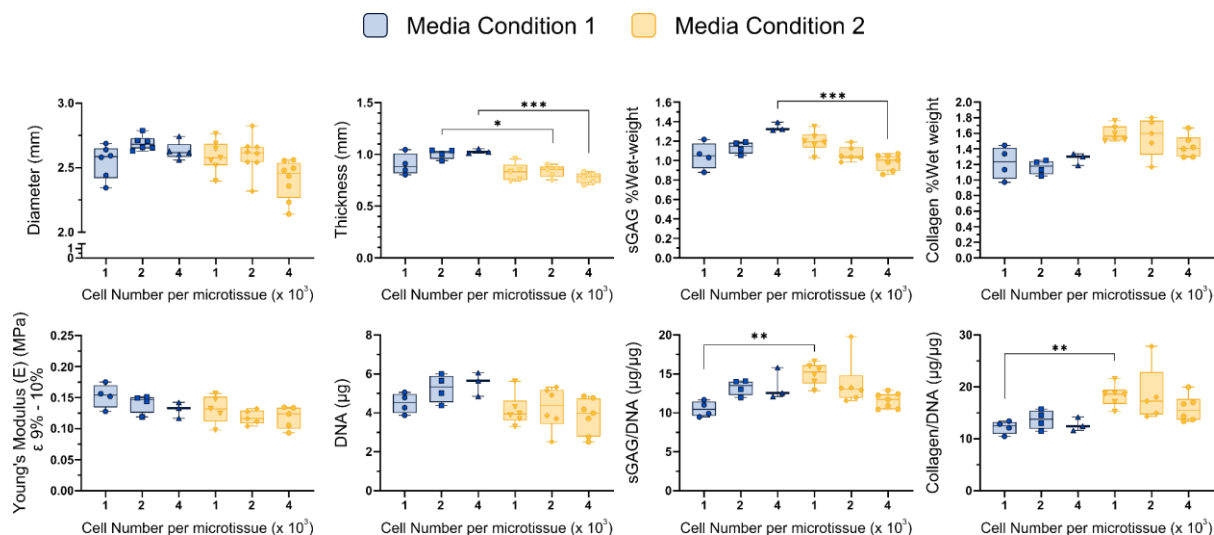 Media Condition 1 Media Condition 2
Diameter (mm)
3.0
2.5
2.0
1
0
1 2 4 1 2 4
Cell Number per microtissue (x 10³)
Thickness (mm)
1.5
1.0
0.5
0.0
*
***
1 2 4 1 2 4
Cell Number per microtissue (x 10³)
sGAG %Wet-weight
1.6
1.4
1.2
1.0
0.8
0.6
0.4
0.2
0.0
***
1 2 4 1 2 4
Cell Number per microtissue (x 10³)
Collagen %Wet weight
2.0
1.8
1.6
1.4
1.2
1.0
0.8
0.6
0.4
0.2
0.0
1 2 4 1 2 4
Cell Number per microtissue (x 10³)
Young's Modulus (E) (MPa)
ε 9% - 10%
0.25
0.20
0.15
0.10
0.05
0.00
1 2 4 1 2 4
Cell Number per microtissue (x 10³)
DNA (µg)
8
6
4
2
0
1 2 4 1 2 4
Cell Number per microtissue (x 10³)
sGAG/DNA (µg/µg)
20
15
10
5
0
**
1 2 4 1 2 4
Cell Number per microtissue (x 10³)
Collagen/DNA (µg/µg)
30
20
10
0
**
1 2 4 1 2 4
Cell Number per microtissue (x 10³)